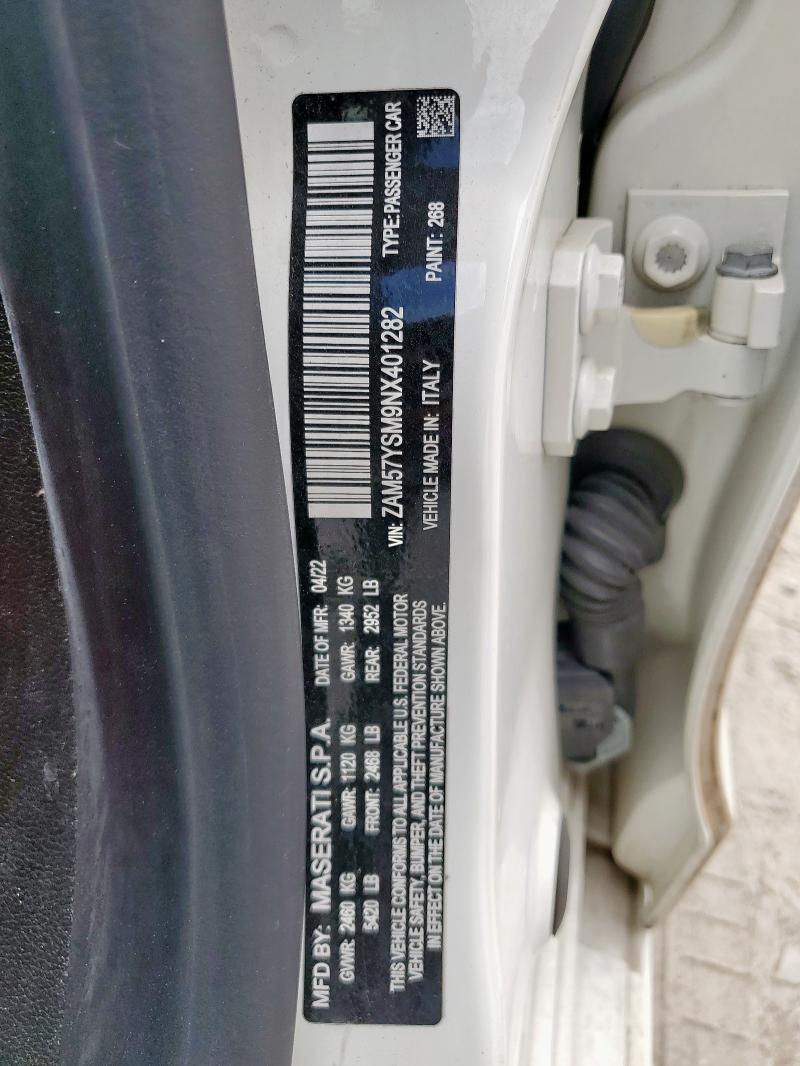 MFD BY: MASERATI S.P.A. DATE OF MFR: 04/22
GVWR: 2460 KG GAWR: 1120 KG GAWR: 1340 KG
5420 LB FRONT: 2468 LB REAR: 2952 LB
THIS VEHICLE CONFORMS TO ALL APPLICABLE U.S. FEDERAL MOTOR
VEHICLE SAFETY, BUMPER, AND THEFT PREVENTION STANDARDS
IN EFFECT ON THE DATE OF MANUFACTURE SHOWN ABOVE.
VIN: ZAM57YSM9NX401282 TYPE: PASSENGER CAR
VEHICLE MADE IN: ITALY PAINT: 268